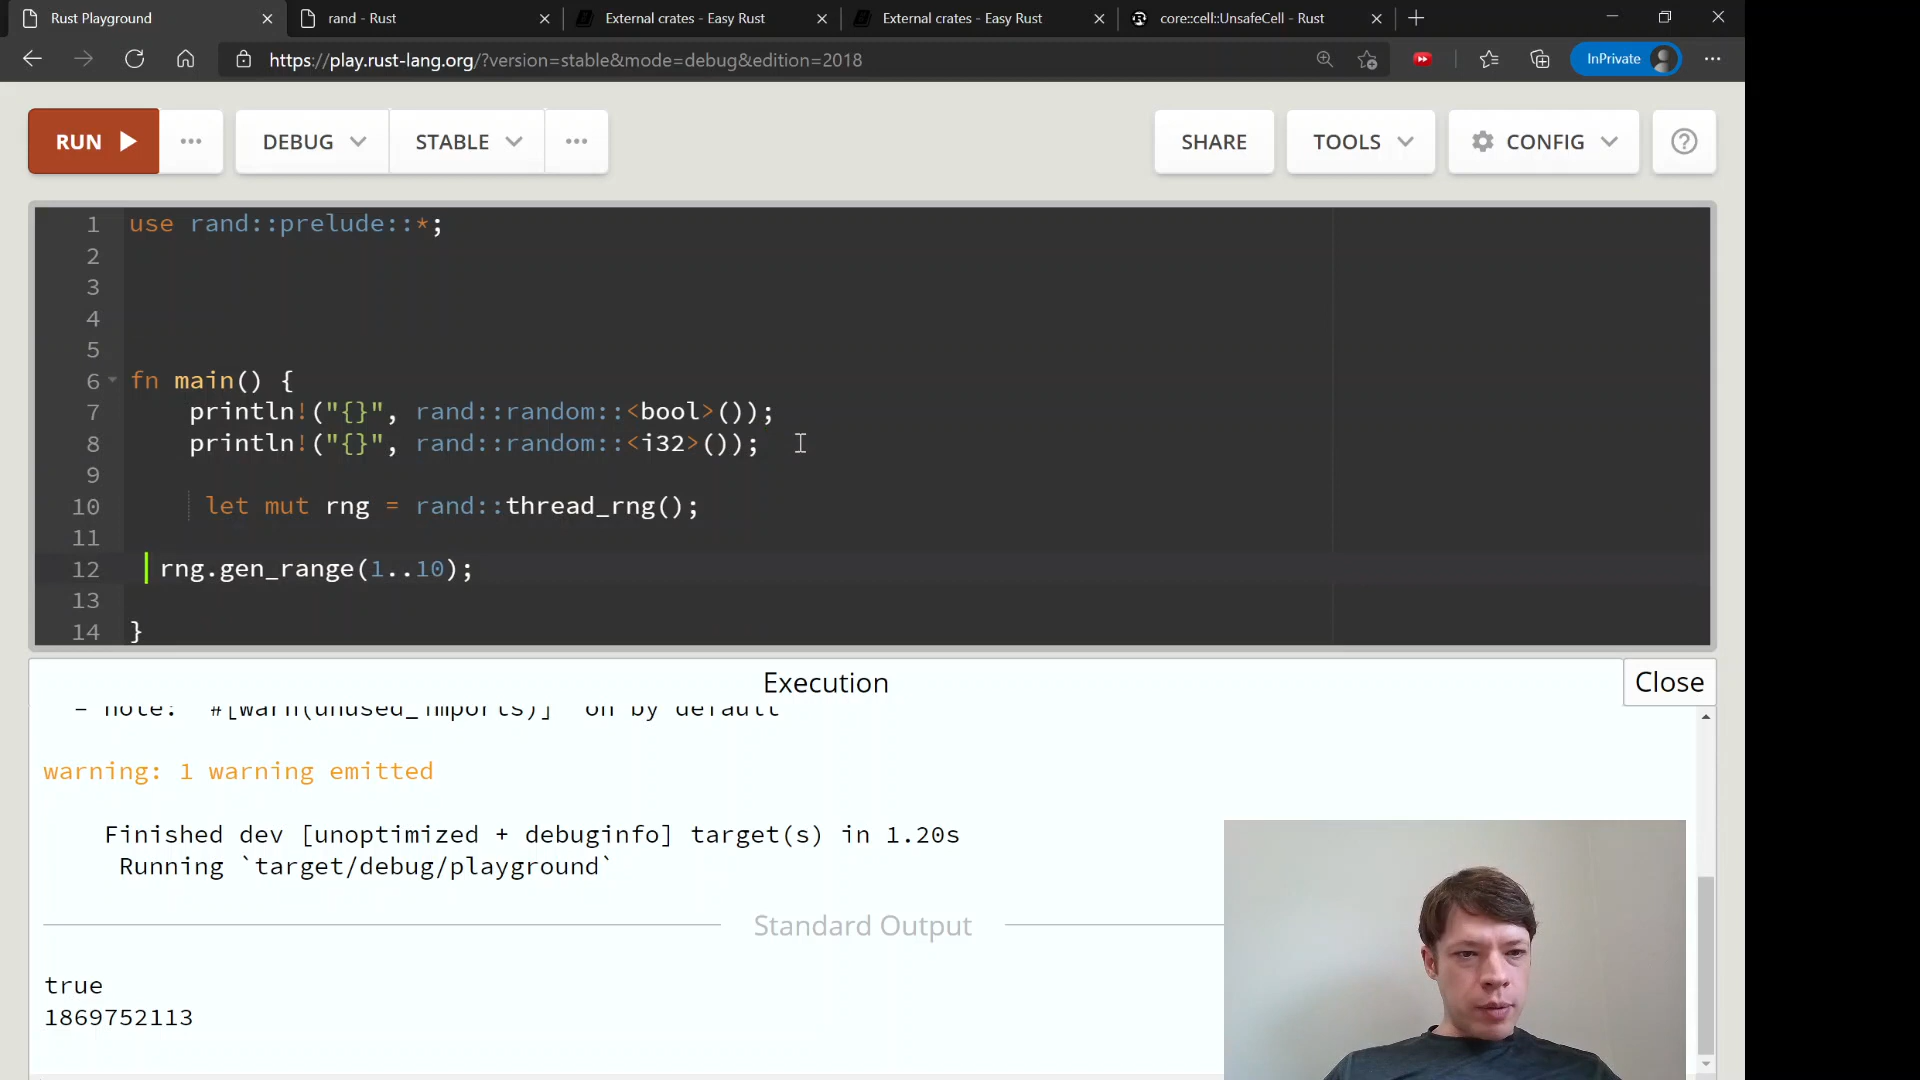 Rust Playground
rand - Rust
External crates - Easy Rust
External crates - Easy Rust
core::cell::UnsafeCell - Rust
https://play.rust-lang.org/?version=stable&mode=debug&edition=2018
InPrivate
RUN
DEBUG
STABLE
SHARE
TOOLS
CONFIG
1 use rand::prelude::*;
2
3
4
5
6 fn main() {
7 println!("{}", rand::random::<bool>());
8 println!("{}", rand::random::<i32>());
9
10 let mut rng = rand::thread_rng();
11
12 rng.gen_range(1..10);
13
14 }
Execution
Close
= note: `#[warn(unused_imports)]` on by default
warning: 1 warning emitted
Finished dev [unoptimized + debuginfo] target(s) in 1.20s
Running `target/debug/playground`
Standard Output
true
1869752113